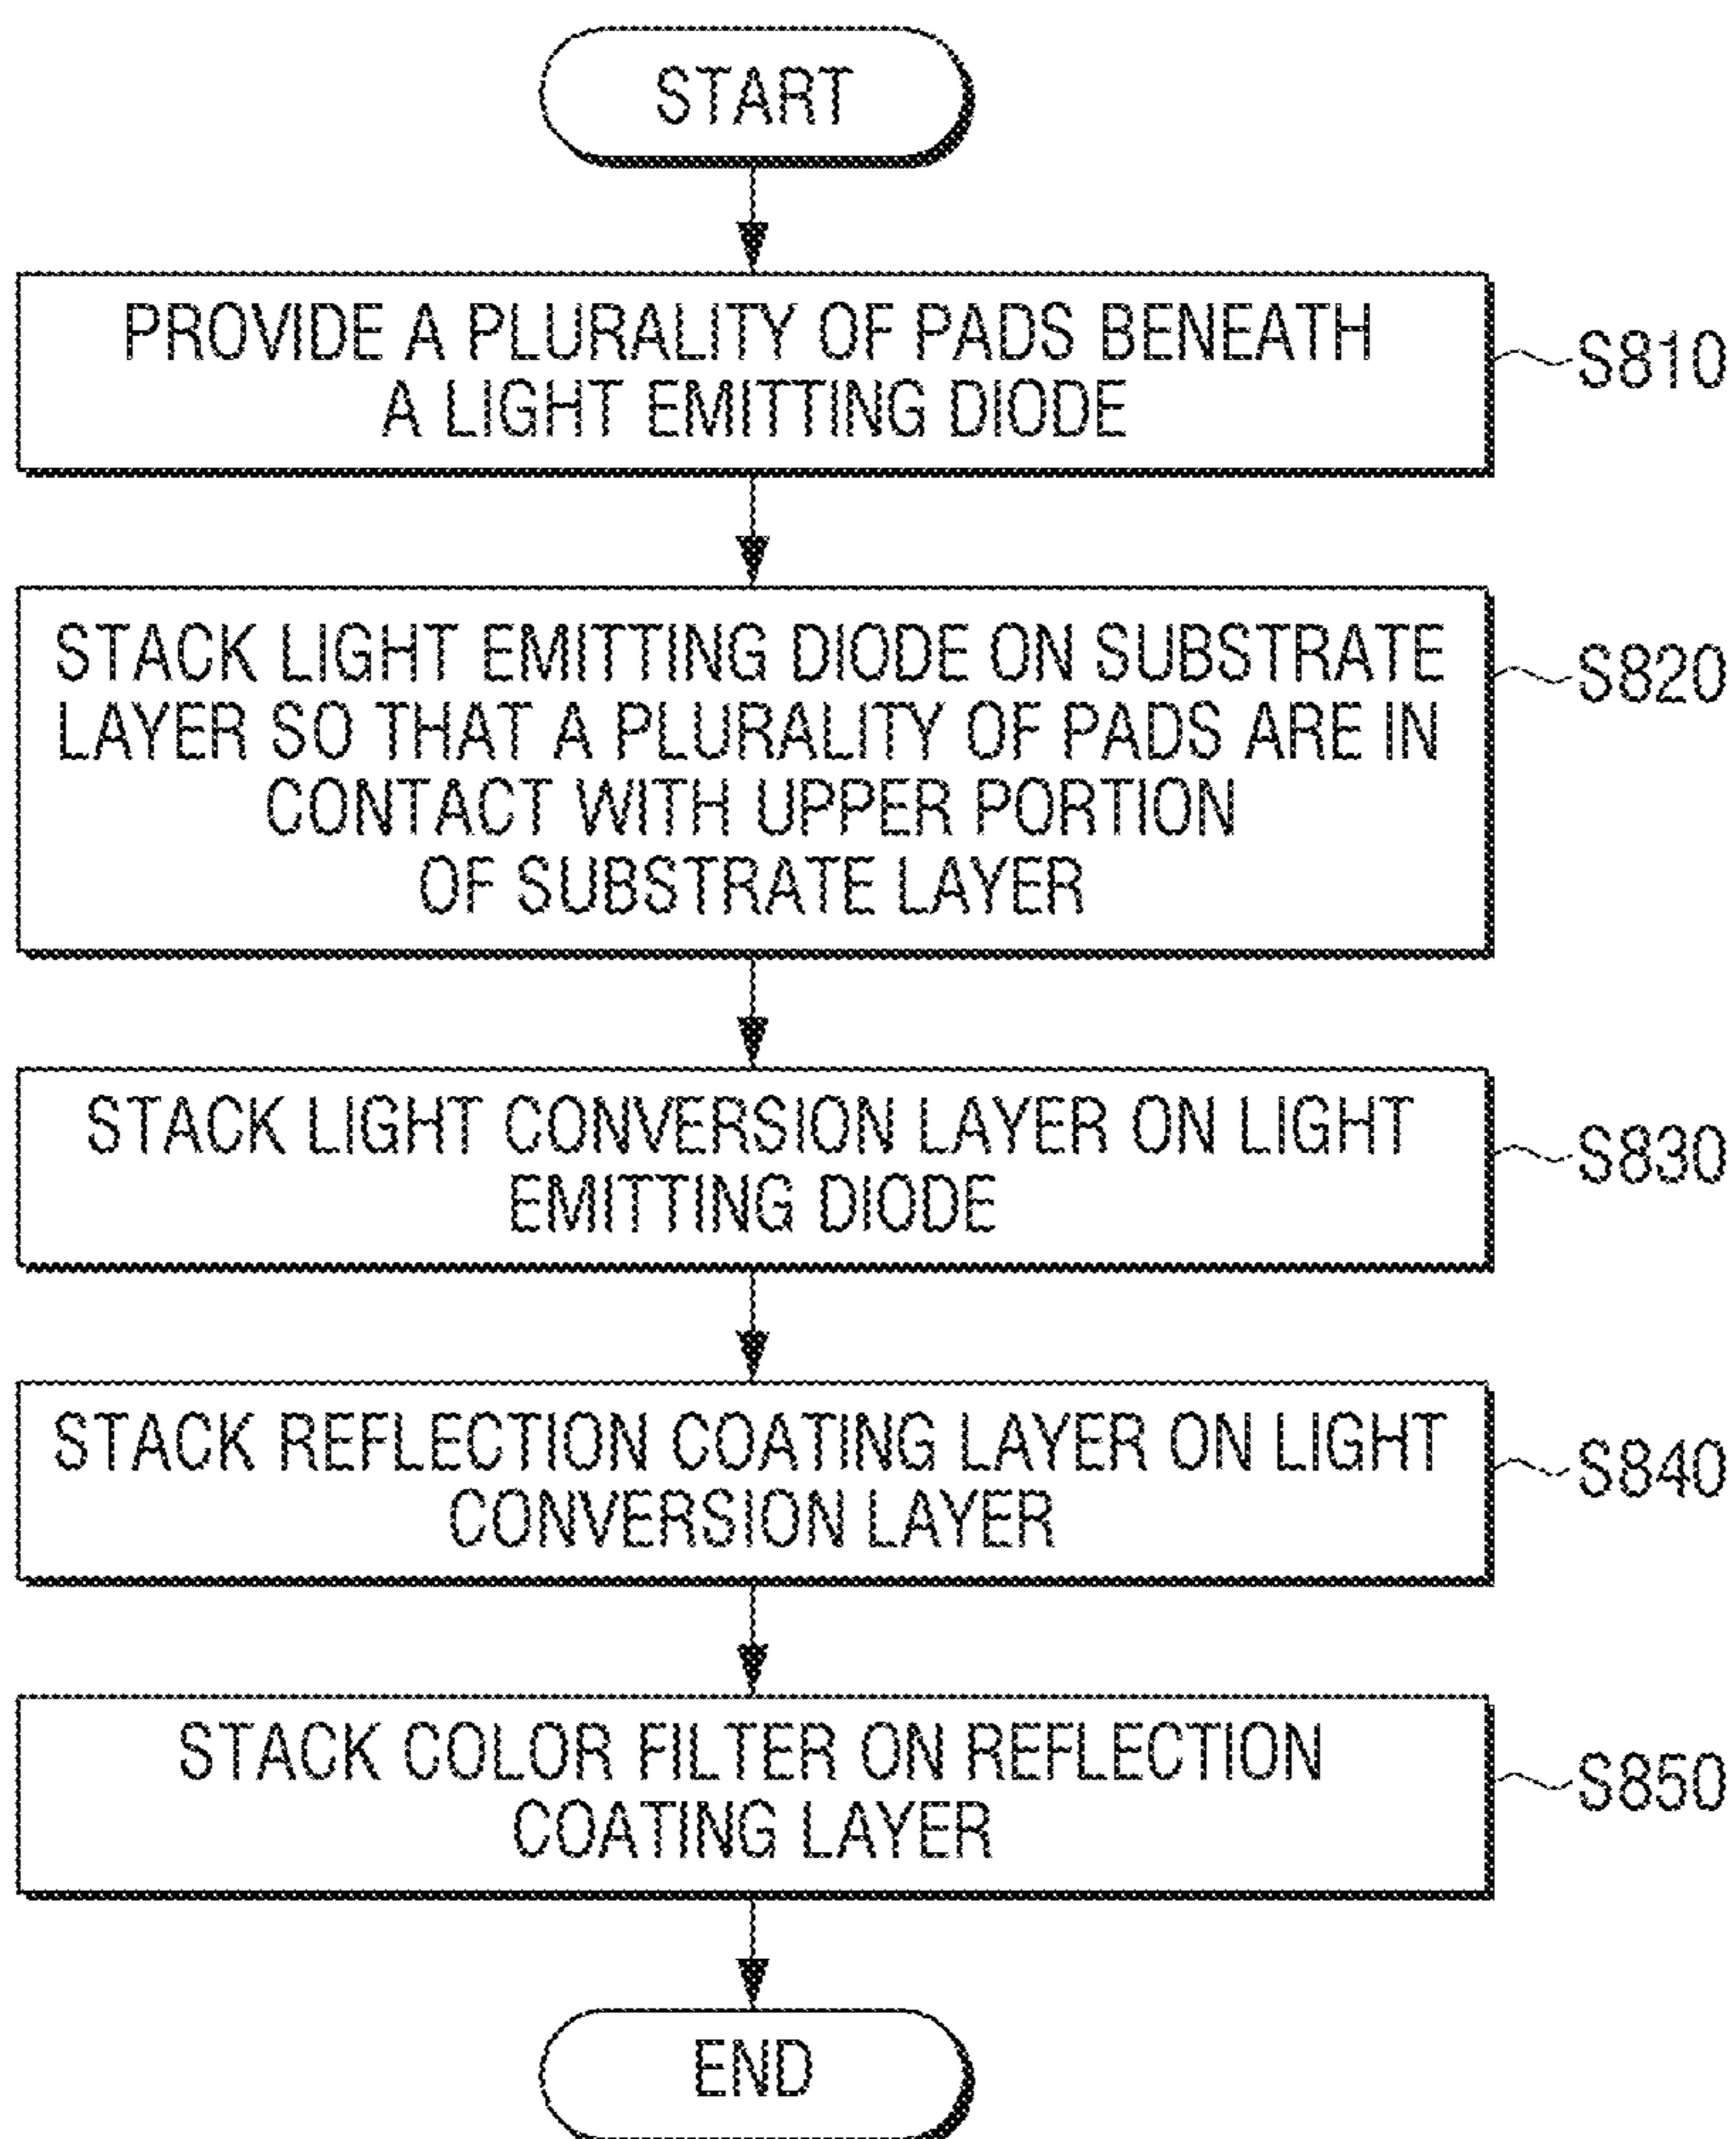 START
PROVIDE A PLURALITY OF PADS BENEATH
A LIGHT EMITTING DIODE
S810
STACK LIGHT EMITTING DIODE ON SUBSTRATE
LAYER SO THAT A PLURALITY OF PADS ARE IN
CONTACT WITH UPPER PORTION
OF SUBSTRATE LAYER
S820
STACK LIGHT CONVERSION LAYER ON LIGHT
EMITTING DIODE
S830
STACK REFLECTION COATING LAYER ON LIGHT
CONVERSION LAYER
S840
STACK COLOR FILTER ON REFLECTION
COATING LAYER
S850
END